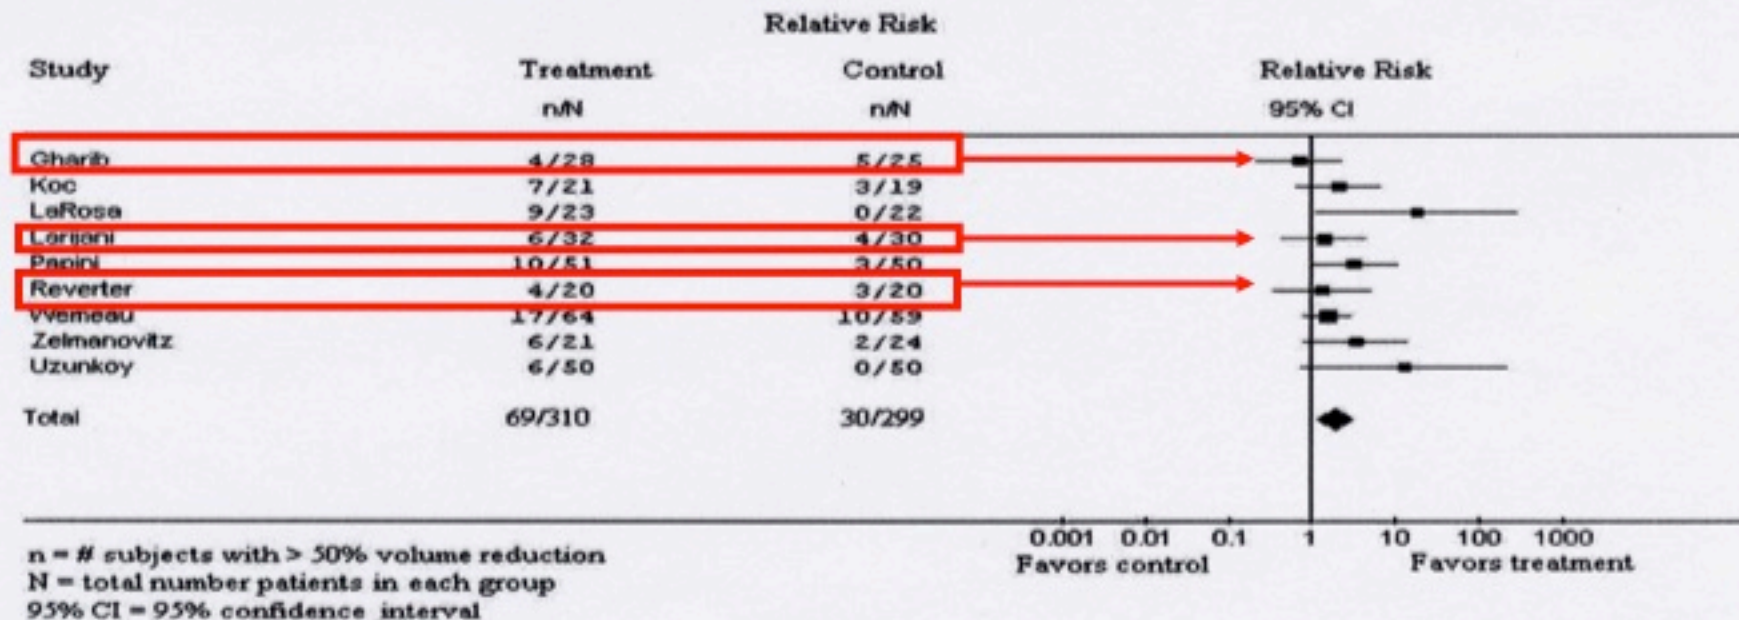 Relative Risk
Study Treatment Control Relative Risk
n/N n/N 95% CI
Gharib 4/28 5/25
Koc 7/21 3/19
LaRosa 9/23 0/22
Larijani 6/32 4/30
Papini 10/51 3/50
Reverter 4/20 3/20
Wemeau 17/64 10/59
Zelmanovitz 6/21 2/24
Uzunkoy 6/50 0/50
Total 69/310 30/299
0.001 0.01 0.1 1 10 100 1000
Favors control Favors treatment
n = # subjects with > 50% volume reduction
N = total number patients in each group
95% CI = 95% confidence interval